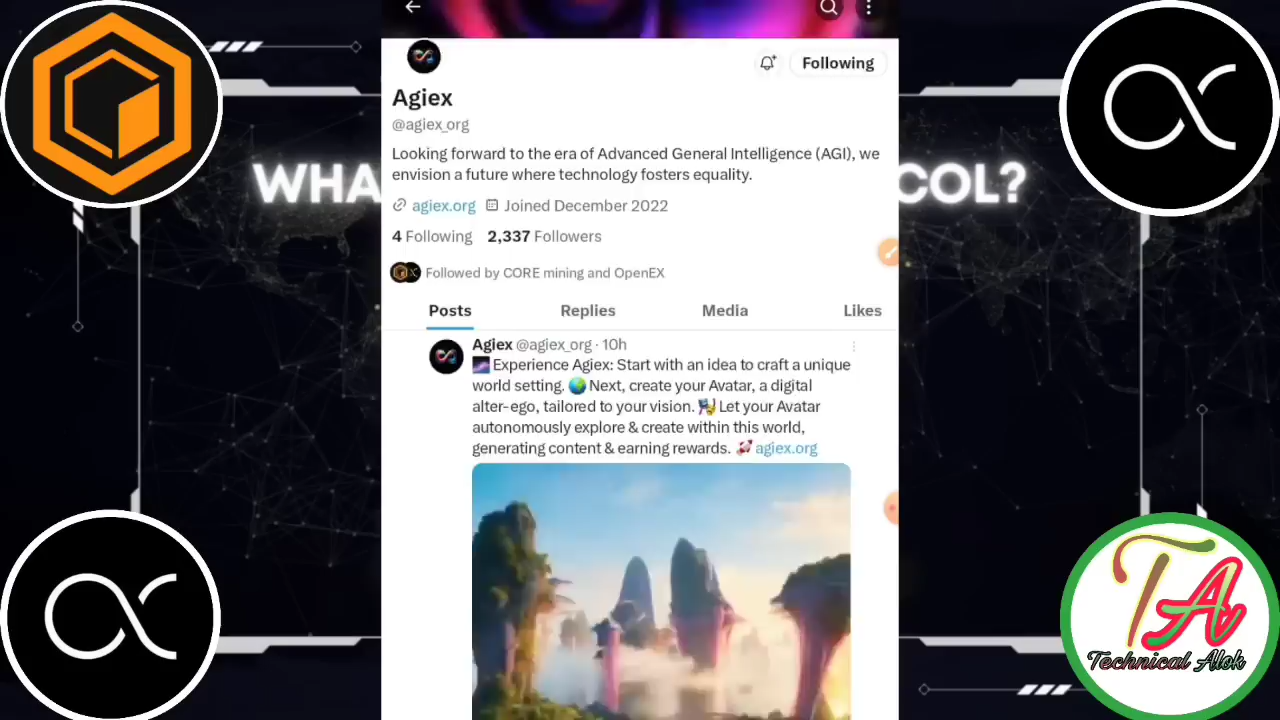 WHA
COL?
Following
Agiex
@agiex_org
Looking forward to the era of Advanced General Intelligence (AGI), we
envision a future where technology fosters equality.
agiex.org Joined December 2022
4 Following 2,337 Followers
Followed by CORE mining and OpenEX
Posts Replies Media Likes
Agiex @agiex_org · 10h
Experience Agiex: Start with an idea to craft a unique
world setting. 🌍 Next, create your Avatar, a digital
alter-ego, tailored to your vision. Let your Avatar
autonomously explore & create within this world,
generating content & earning rewards. 🚀 agiex.org
TA
Technical Alok